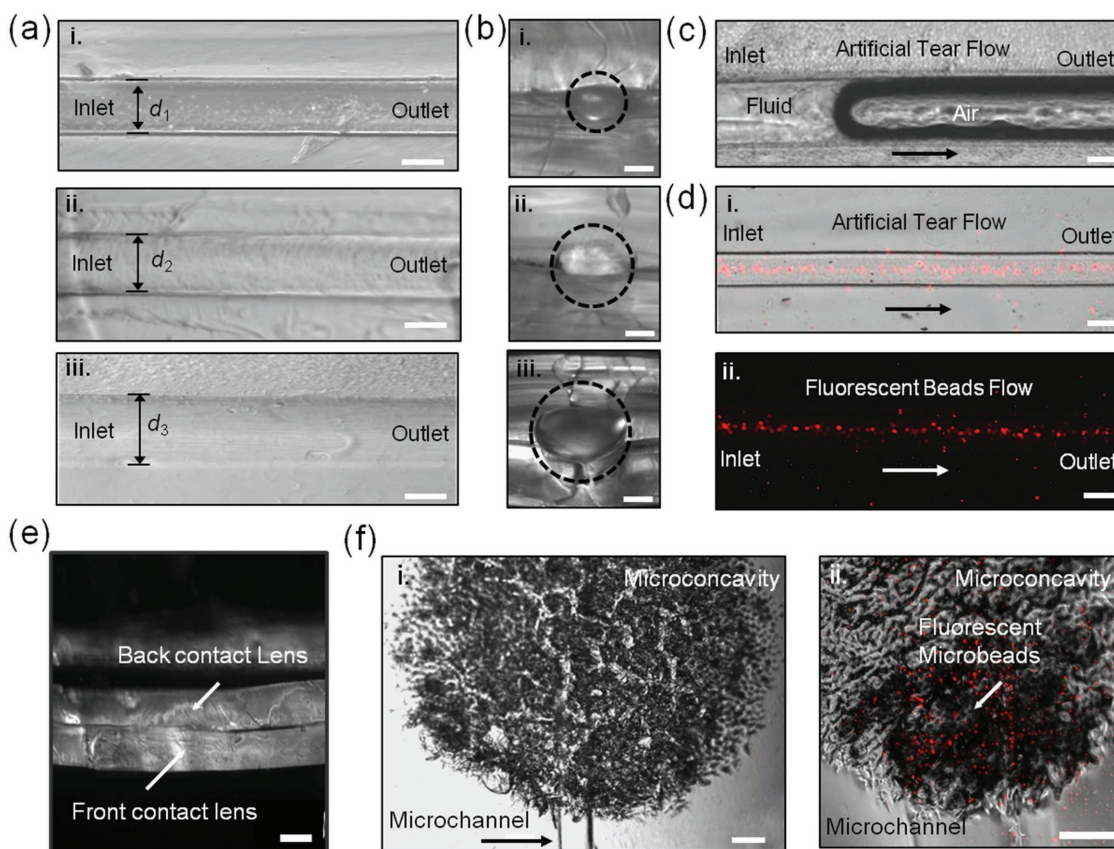 (a)
i.
Inlet
d1
Outlet
ii.
Inlet
d2
Outlet
iii.
Inlet
d3
Outlet
(b)
i.
ii.
iii.
(c)
Inlet
Artificial Tear Flow
Outlet
Fluid
Air
(d)
i.
Artificial Tear Flow
Inlet
Outlet
ii.
Fluorescent Beads Flow
Inlet
Outlet
(e)
Back contact Lens
Front contact lens
(f)
i.
Microconcavity
Microchannel
ii.
Microconcavity
Fluorescent
Microbeads
Microchannel